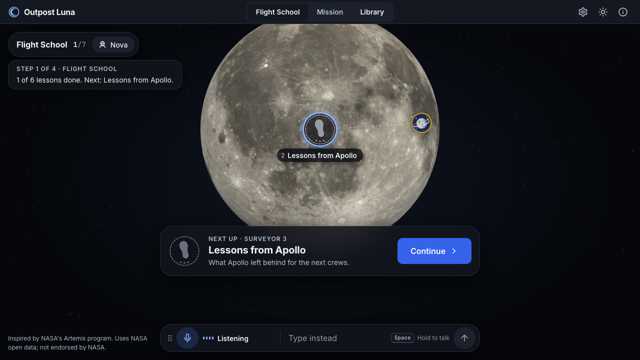 Outpost Luna
Flight School
Mission
Library
Flight School 1/7
Nova
STEP 1 OF 4 · FLIGHT SCHOOL
1 of 6 lessons done. Next: Lessons from Apollo.
2 Lessons from Apollo
NEXT UP · SURVEYOR 3
Lessons from Apollo
What Apollo left behind for the next crews.
Continue
Inspired by NASA's Artemis program. Uses NASA
open data; not endorsed by NASA.
Listening
Type instead
Space Hold to talk